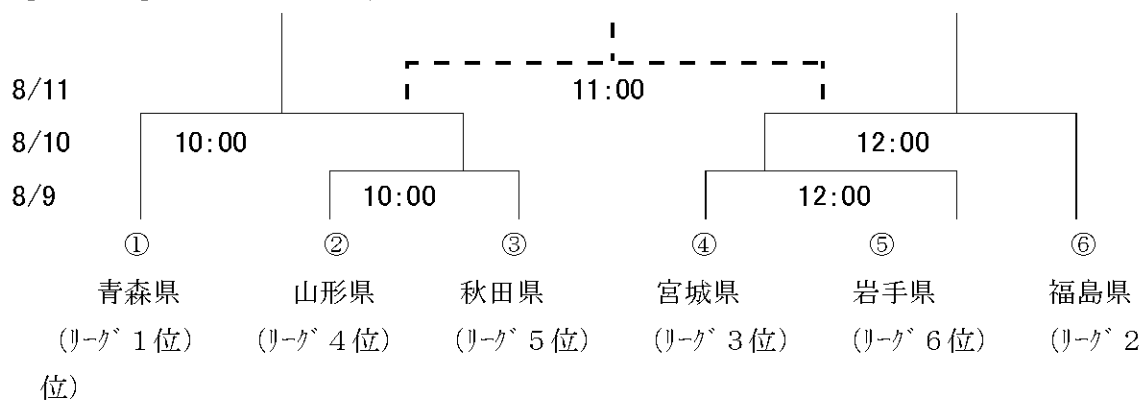 8/11 11:00
8/10 10:00 12:00
8/9 10:00 12:00
① ② ③ ④ ⑤ ⑥
青森県 山形県 秋田県 宮城県 岩手県 福島県
(ﾘｰｸﾞ１位) (ﾘｰｸﾞ４位) (ﾘｰｸﾞ５位) (ﾘｰｸﾞ３位) (ﾘｰｸﾞ６位) (ﾘｰｸﾞ２
位)